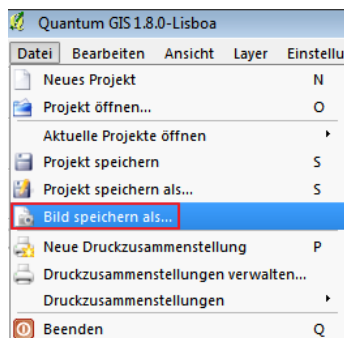 Quantum GIS 1.8.0-Lisboa
Datei Bearbeiten Ansicht Layer Einstellu
Neues Projekt N
Projekt öffnen... O
Aktuelle Projekte öffnen
Projekt speichern S
Projekt speichern als... S
Bild speichern als...
Neue Druckzusammenstellung P
Druckzusammenstellungen verwalten...
Druckzusammenstellungen
Beenden Q